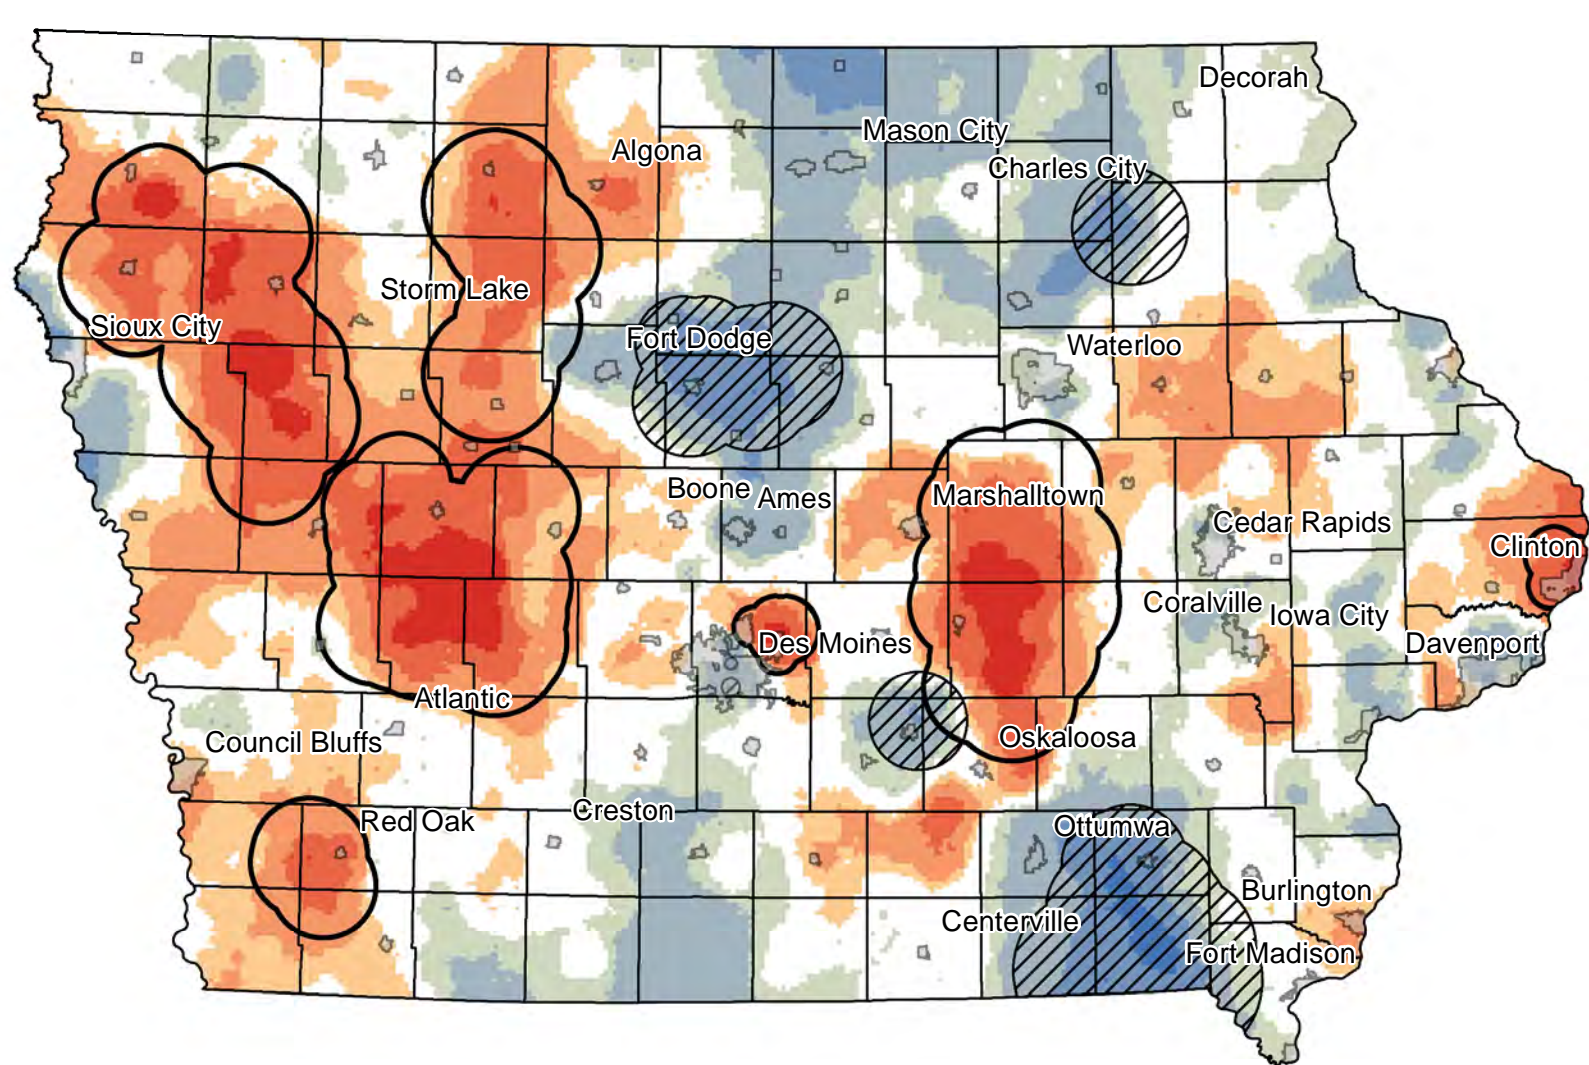 Decorah
Mason City
Algona
Charles City
Storm Lake
Sioux City
Fort Dodge
Waterloo
Boone
Ames
Marshalltown
Cedar Rapids
Clinton
Coralville
Iowa City
Des Moines
Davenport
Atlantic
Council Bluffs
Oskaloosa
Creston
Red Oak
Ottumwa
Burlington
Centerville
Fort Madison